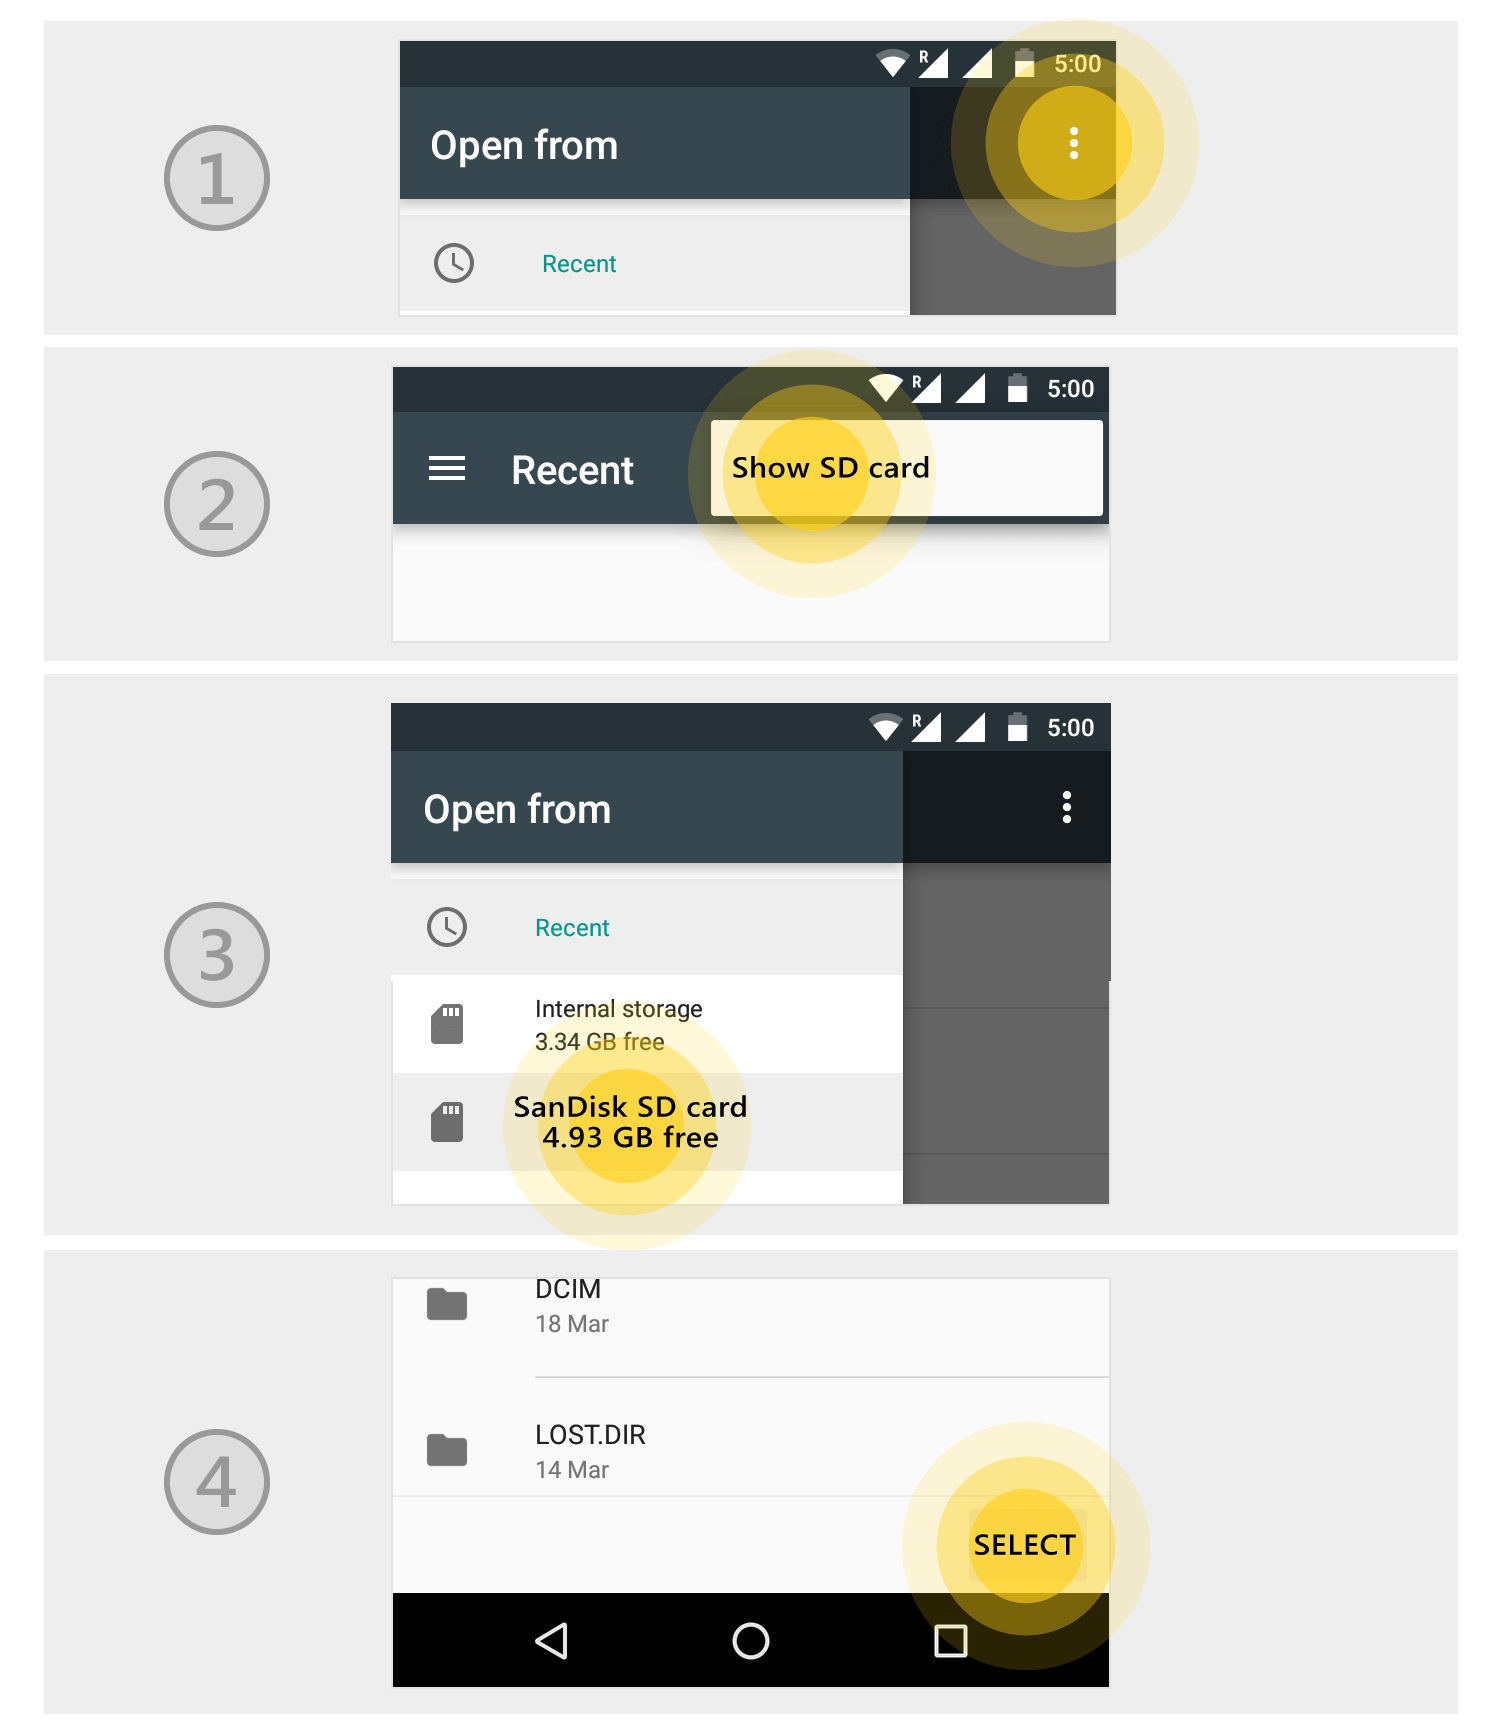 1
R
5:00
Open from
Recent
2
R
5:00
Recent
Show SD card
3
R
5:00
Open from
Recent
Internal storage
3.34 GB free
SanDisk SD card
4.93 GB free
4
DCIM
18 Mar
LOST.DIR
14 Mar
SELECT